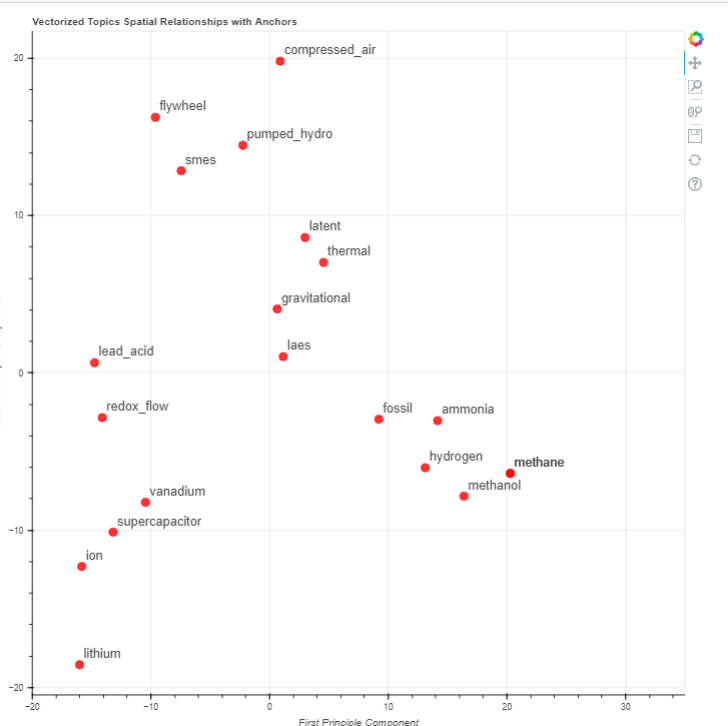 Vectorized Topics Spatial Relationships with Anchors
compressed_air
20
flywheel
pumped_hydro
smes
10
latent
thermal
gravitational
laes
lead_acid
0
redox_flow
fossil
ammonia
hydrogen
methane
methanol
vanadium
supercapacitor
−10
ion
lithium
−20
−20
−10
0
10
20
30
First Principle Component